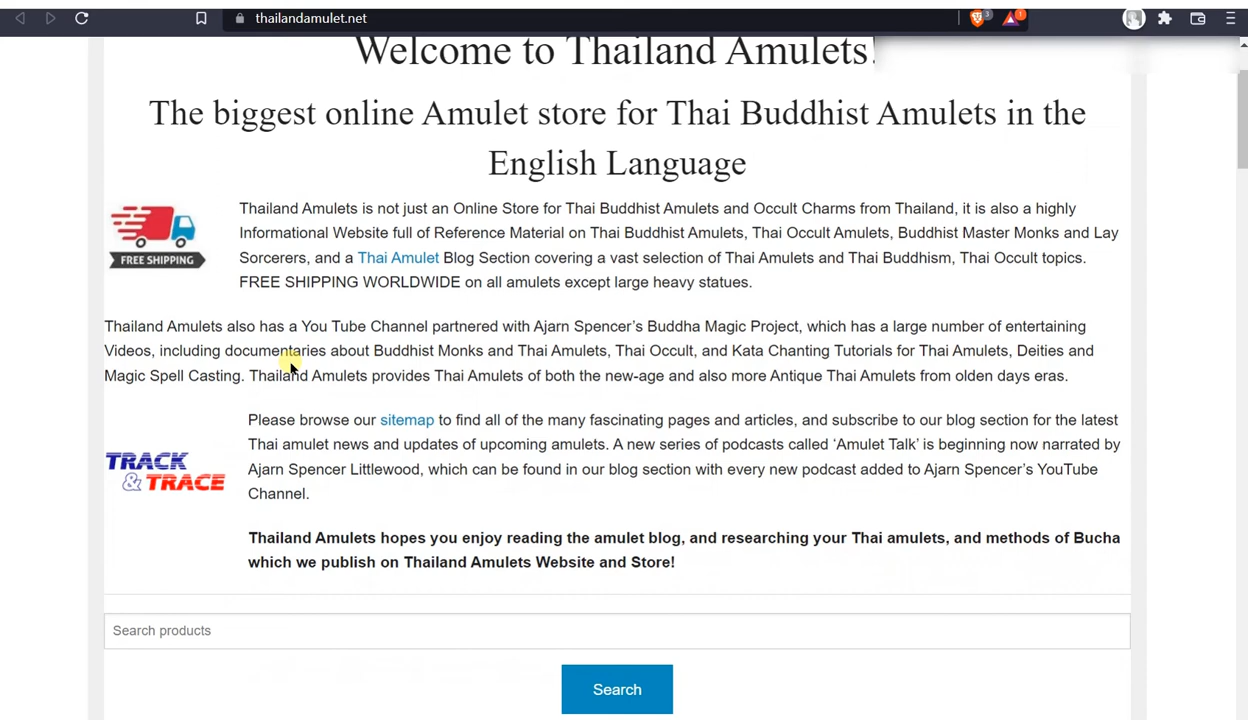 thailandamulet.net
3
1
Welcome to Thailand Amulets!
The biggest online Amulet store for Thai Buddhist Amulets in the
English Language
FREE SHIPPING
Thailand Amulets is not just an Online Store for Thai Buddhist Amulets and Occult Charms from Thailand, it is also a highly
Informational Website full of Reference Material on Thai Buddhist Amulets, Thai Occult Amulets, Buddhist Master Monks and Lay
Sorcerers, and a Thai Amulet Blog Section covering a vast selection of Thai Amulets and Thai Buddhism, Thai Occult topics.
FREE SHIPPING WORLDWIDE on all amulets except large heavy statues.
Thailand Amulets also has a You Tube Channel partnered with Ajarn Spencer’s Buddha Magic Project, which has a large number of entertaining
Videos, including documentaries about Buddhist Monks and Thai Amulets, Thai Occult, and Kata Chanting Tutorials for Thai Amulets, Deities and
Magic Spell Casting. Thailand Amulets provides Thai Amulets of both the new-age and also more Antique Thai Amulets from olden days eras.
TRACK
& TRACE
Please browse our sitemap to find all of the many fascinating pages and articles, and subscribe to our blog section for the latest
Thai amulet news and updates of upcoming amulets. A new series of podcasts called ‘Amulet Talk’ is beginning now narrated by
Ajarn Spencer Littlewood, which can be found in our blog section with every new podcast added to Ajarn Spencer’s YouTube
Channel.
Thailand Amulets hopes you enjoy reading the amulet blog, and researching your Thai amulets, and methods of Bucha
which we publish on Thailand Amulets Website and Store!
Search products
Search